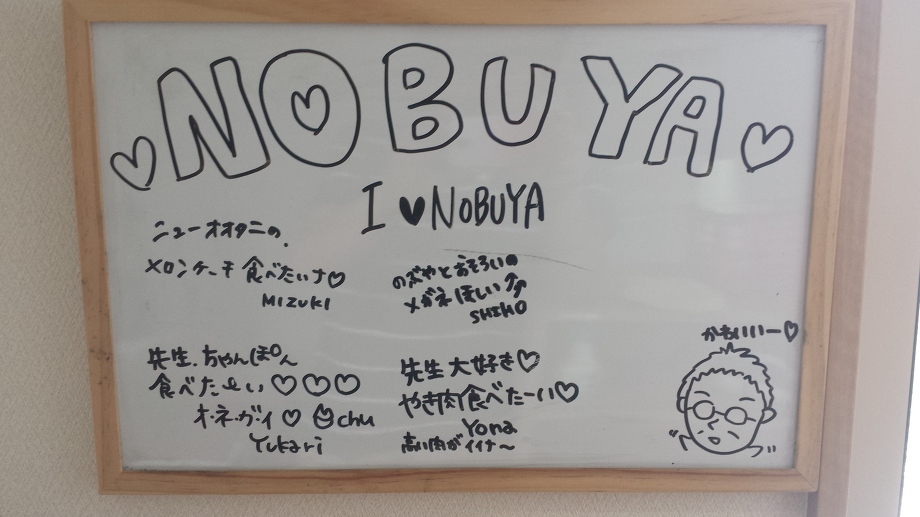 ♡NOBUYA♡
I ♥ NOBUYA
ニューオオタニの、
メロンケーキ食べたいナ♡
MIZUKI
のぶやとおそろいの
メガネほしい↑↑
SHIHO
先生、ちゃんぽん
食べたーい♡♡♡
オ・ネ・ガ・イ♡ chu
Yukari
先生大好き♡
やき肉食べたーい♡
Yona
高い肉がイイナ〜
かわいいー♡